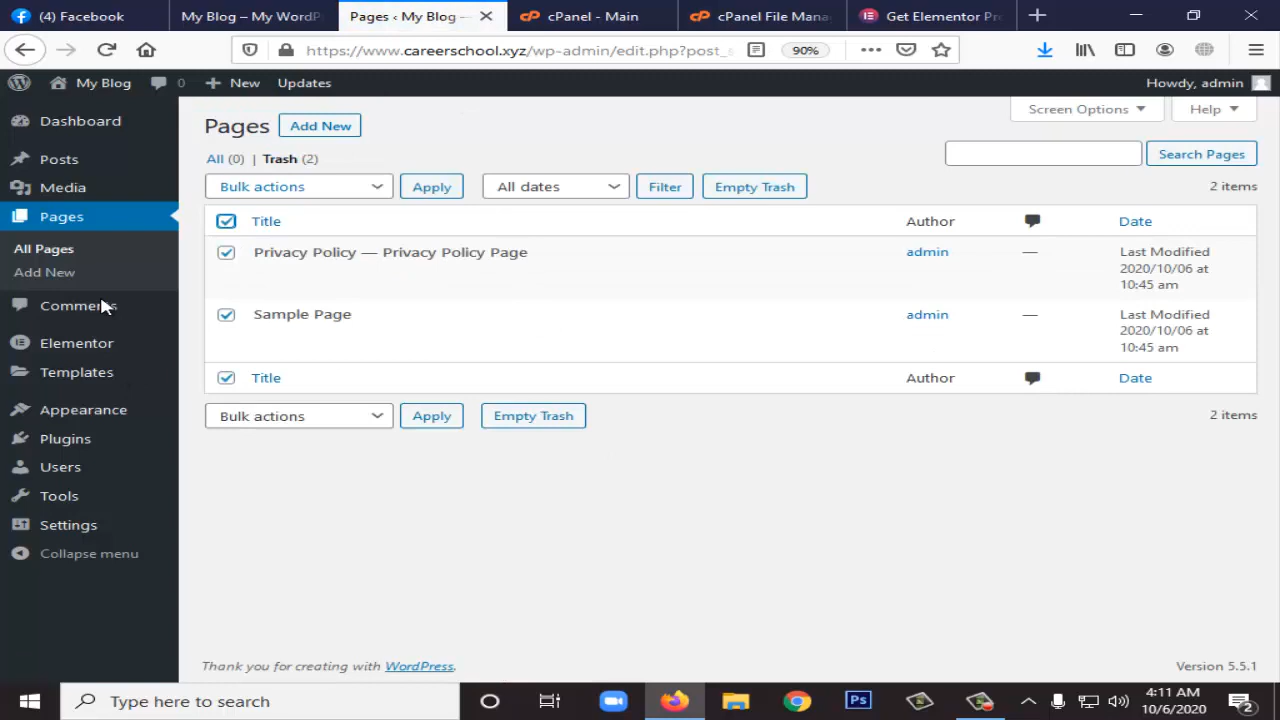 (4) Facebook
My Blog – My WordP
Pages ‹ My Blog —
cPanel - Main
cPanel File Mana
Get Elementor Pr
https://www.careerschool.xyz/wp-admin/edit.php?post_s
90%
My Blog
0
New
Updates
Howdy, admin
Dashboard
Posts
Media
Pages
All Pages
Add New
Comments
Elementor
Templates
Appearance
Plugins
Users
Tools
Settings
Collapse menu
Screen Options
Help
Pages
Add New
All (0) | Trash (2)
Search Pages
Bulk actions
Apply
All dates
Filter
Empty Trash
2 items
Title
Author
Date
Privacy Policy — Privacy Policy Page
admin
—
Last Modified
2020/10/06 at
10:45 am
Sample Page
admin
—
Last Modified
2020/10/06 at
10:45 am
Title
Author
Date
Bulk actions
Apply
Empty Trash
2 items
Thank you for creating with WordPress.
Version 5.5.1
Type here to search
Ps
4:11 AM
10/6/2020
2